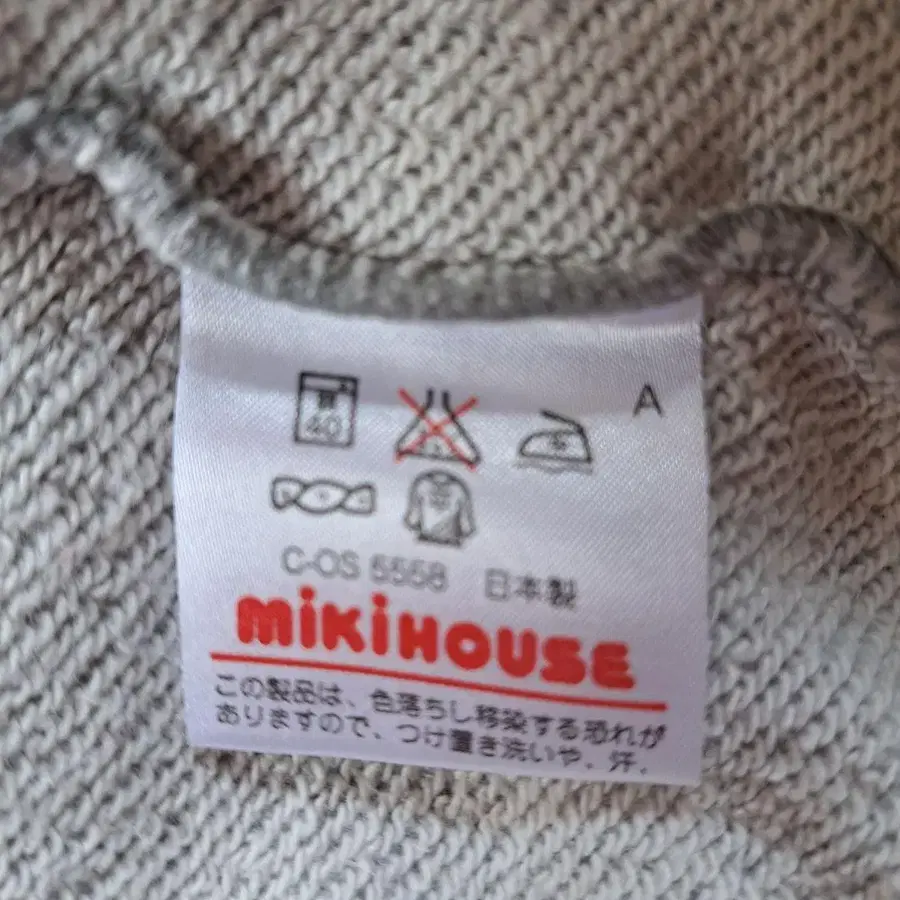 A
40
C-OS 5558 日本製
mikiHOUSE
この製品は、色落ちし移染する恐れが
ありますので、つけ置き洗いや、汗、